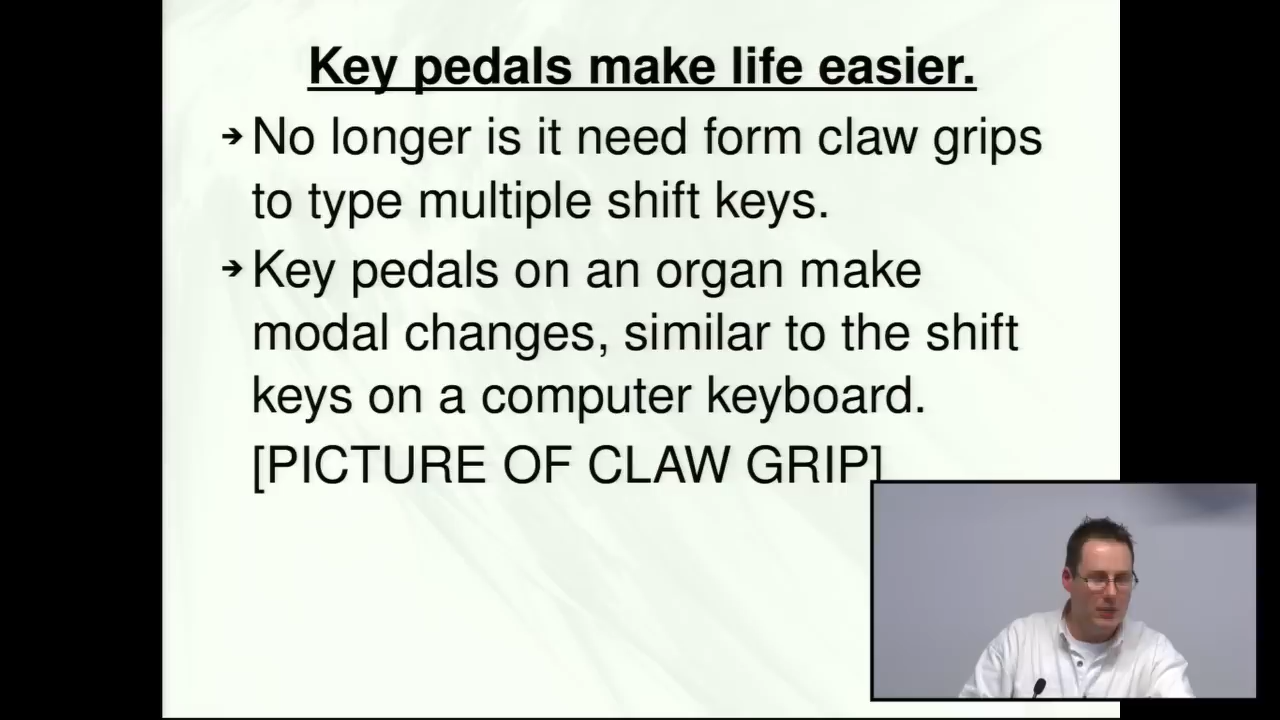 Key pedals make life easier.
➔ No longer is it need form claw grips
to type multiple shift keys.
➔ Key pedals on an organ make
modal changes, similar to the shift
keys on a computer keyboard.
[PICTURE OF CLAW GRIP]